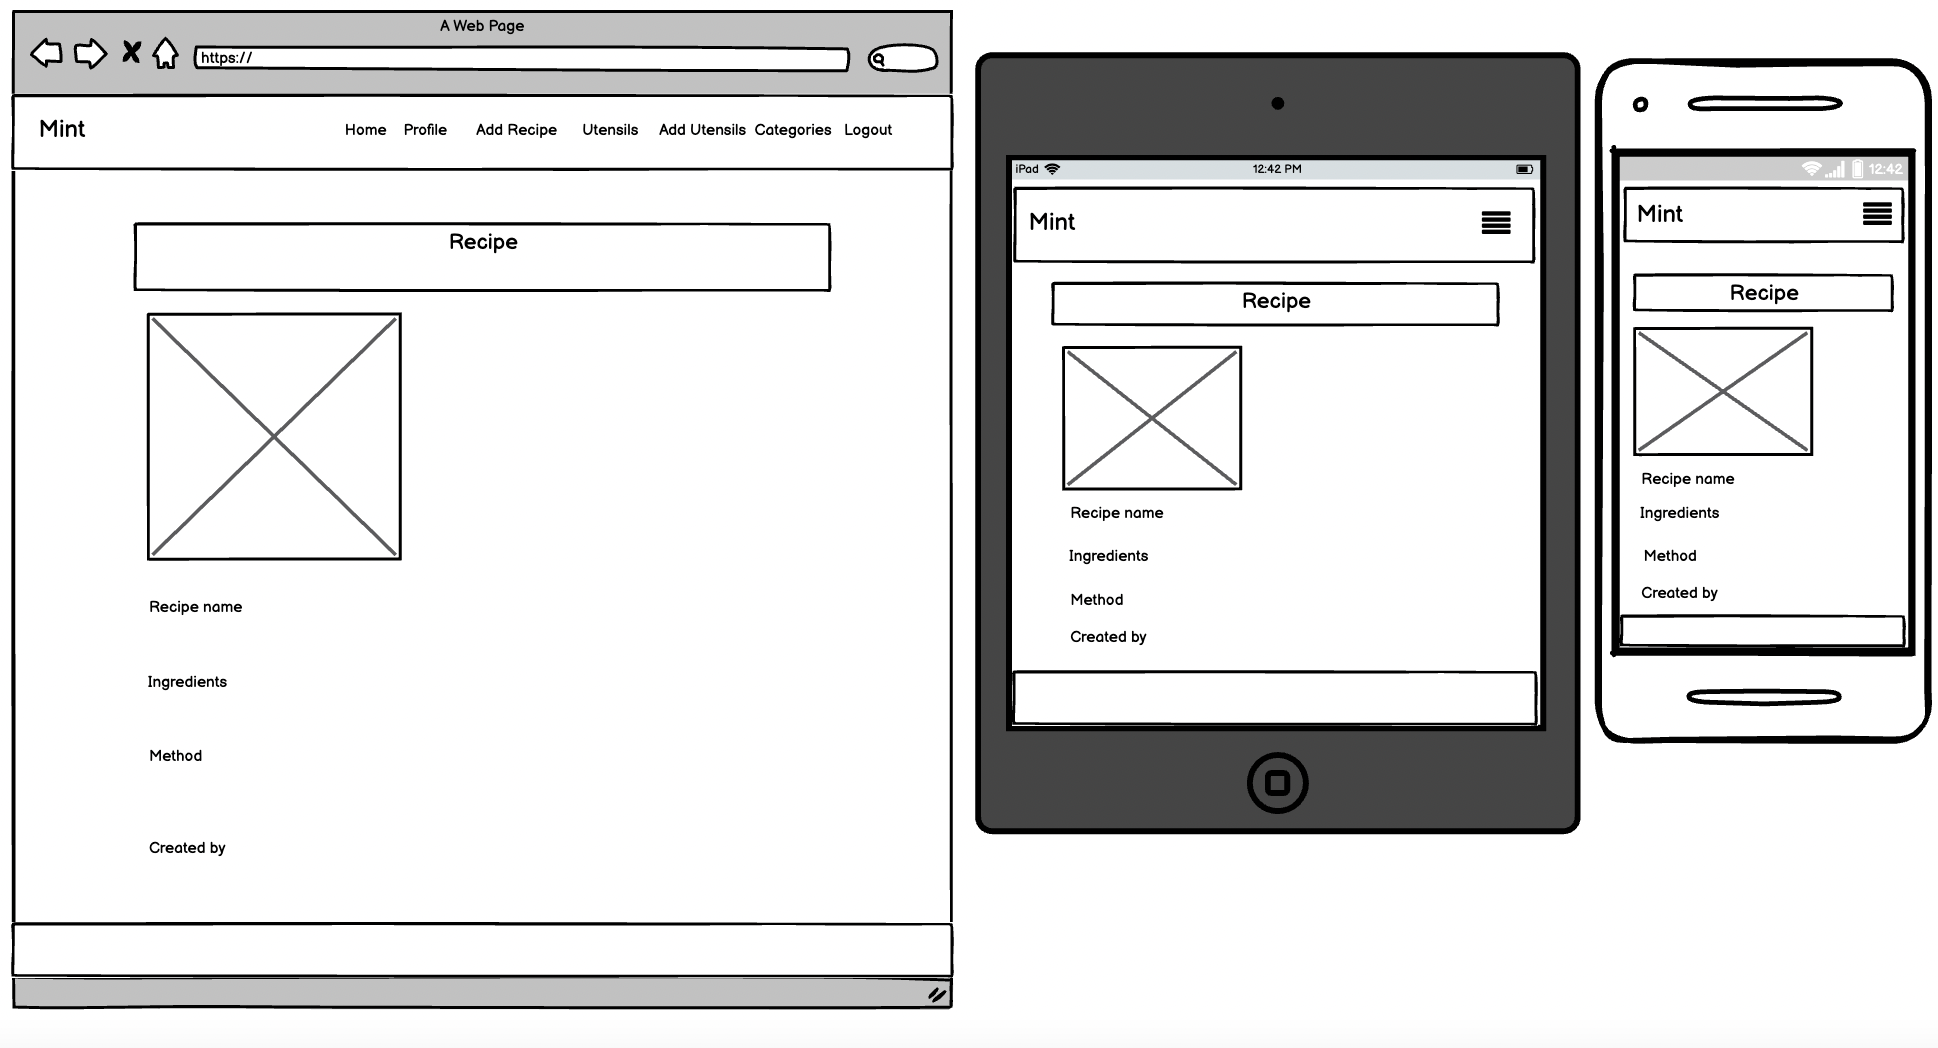 A Web Page
https://
Mint
Home Profile Add Recipe Utensils Add Utensils Categories Logout
Recipe
Recipe name
Ingredients
Method
Created by
iPad 12:42 PM
Mint
Recipe
Recipe name
Ingredients
Method
Created by
12:42
Mint
Recipe
Recipe name
Ingredients
Method
Created by